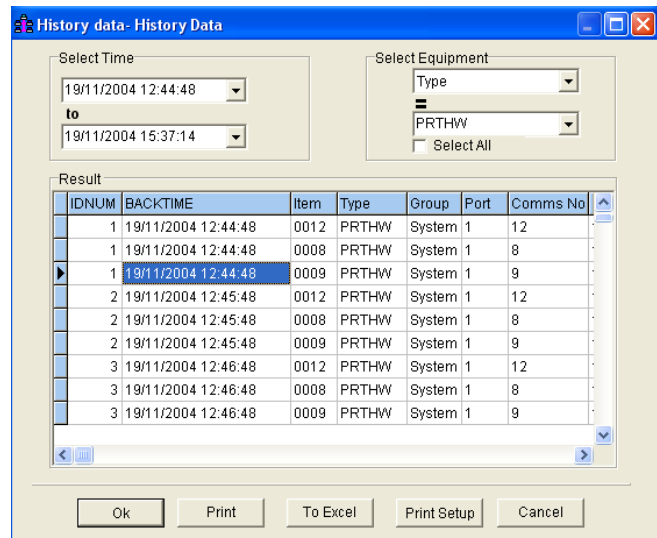 History data- History Data
Select Time
Select Equipment
19/11/2004 12:44:48
Type
to
=
19/11/2004 15:37:14
PRTHW
Select All
Result
IDNUM BACKTIME Item Type Group Port Comms No
1 19/11/2004 12:44:48 0012 PRTHW System 1 12
1 19/11/2004 12:44:48 0008 PRTHW System 1 8
1 19/11/2004 12:44:48 0009 PRTHW System 1 9
2 19/11/2004 12:45:48 0012 PRTHW System 1 12
2 19/11/2004 12:45:48 0008 PRTHW System 1 8
2 19/11/2004 12:45:48 0009 PRTHW System 1 9
3 19/11/2004 12:46:48 0012 PRTHW System 1 12
3 19/11/2004 12:46:48 0008 PRTHW System 1 8
3 19/11/2004 12:46:48 0009 PRTHW System 1 9
Ok Print To Excel Print Setup Cancel